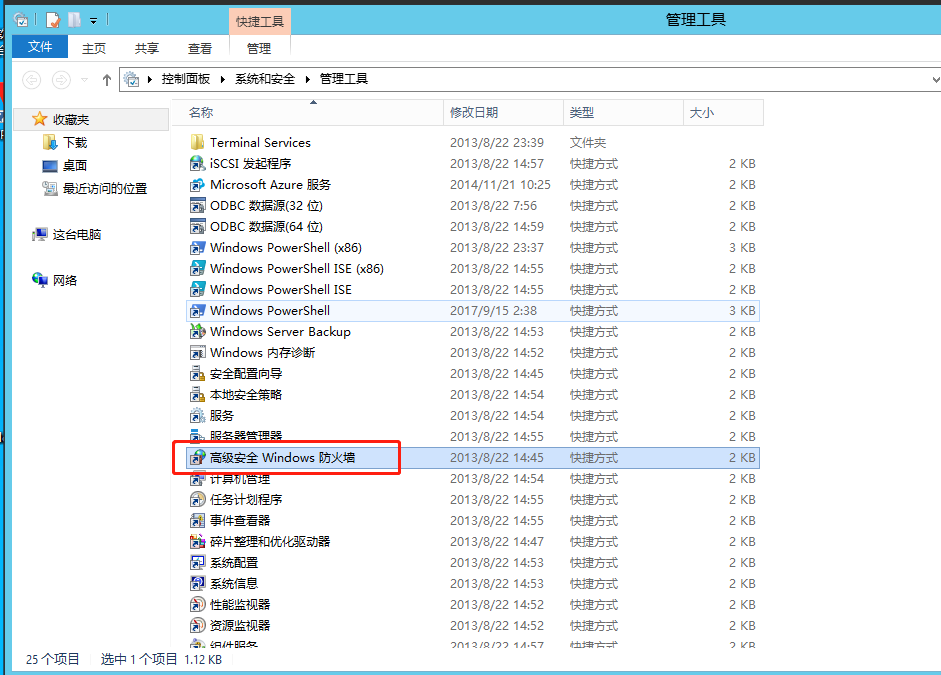 快捷工具 管理工具
文件 主页 共享 查看 管理
控制面板 系统和安全 管理工具
收藏夹
下载
桌面
最近访问的位置
这台电脑
网络
名称 修改日期 类型 大小
Terminal Services 2013/8/22 23:39 文件夹
iSCSI 发起程序 2013/8/22 14:57 快捷方式 2 KB
Microsoft Azure 服务 2014/11/21 10:25 快捷方式 2 KB
ODBC 数据源(32 位) 2013/8/22 7:56 快捷方式 2 KB
ODBC 数据源(64 位) 2013/8/22 14:59 快捷方式 2 KB
Windows PowerShell (x86) 2013/8/22 23:37 快捷方式 3 KB
Windows PowerShell ISE (x86) 2013/8/22 14:55 快捷方式 2 KB
Windows PowerShell ISE 2013/8/22 14:55 快捷方式 2 KB
Windows PowerShell 2017/9/15 2:38 快捷方式 3 KB
Windows Server Backup 2013/8/22 14:53 快捷方式 2 KB
Windows 内存诊断 2013/8/22 14:52 快捷方式 2 KB
安全配置向导 2013/8/22 14:45 快捷方式 2 KB
本地安全策略 2013/8/22 14:54 快捷方式 2 KB
服务 2013/8/22 14:54 快捷方式 2 KB
服务器管理器 2013/8/22 14:55 快捷方式 2 KB
高级安全 Windows 防火墙 2013/8/22 14:45 快捷方式 2 KB
计算机管理 2013/8/22 14:54 快捷方式 2 KB
任务计划程序 2013/8/22 14:55 快捷方式 2 KB
事件查看器 2013/8/22 14:55 快捷方式 2 KB
碎片整理和优化驱动器 2013/8/22 14:47 快捷方式 2 KB
系统配置 2013/8/22 14:53 快捷方式 2 KB
系统信息 2013/8/22 14:53 快捷方式 2 KB
性能监视器 2013/8/22 14:52 快捷方式 2 KB
资源监视器 2013/8/22 14:52 快捷方式 2 KB
组件服务 2013/8/22 14:57 快捷方式 2 KB
25 个项目 选中 1 个项目 1.12 KB